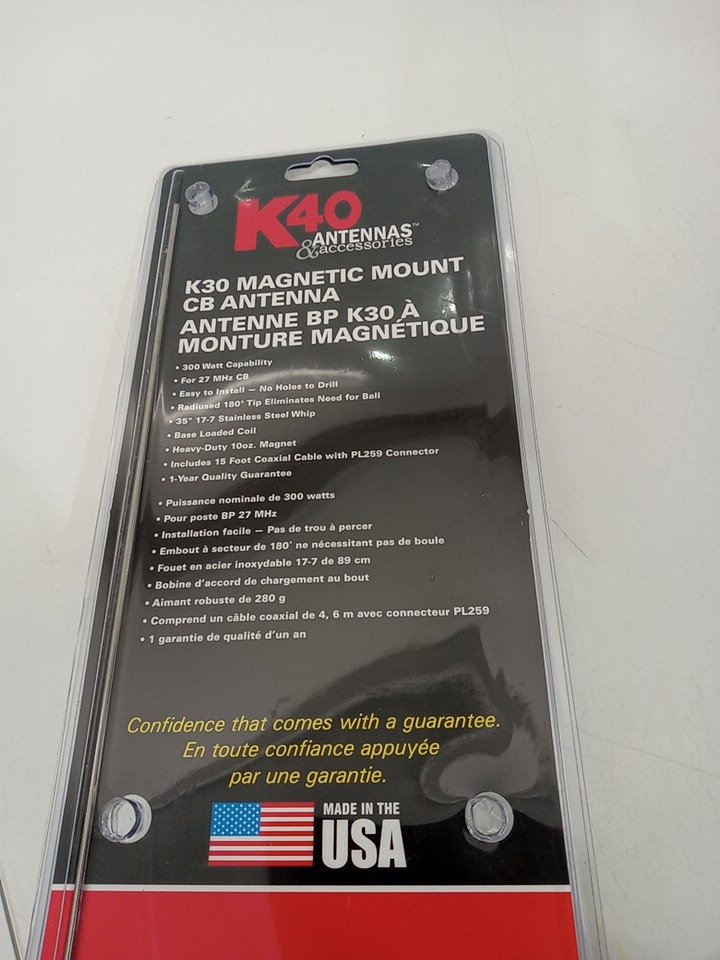 K40
ANTENNAS™
& accessories
K30 MAGNETIC MOUNT
CB ANTENNA
ANTENNE BP K30 À
MONTURE MAGNÉTIQUE
• 300 Watt Capability
• For 27 MHz CB
• Easy to Install — No Holes to Drill
• Radiused 180° Tip Eliminates Need for Ball
• 35" 17-7 Stainless Steel Whip
• Base Loaded Coil
• Heavy-Duty 10oz. Magnet
• Includes 15 Foot Coaxial Cable with PL259 Connector
• 1-Year Quality Guarantee
• Puissance nominale de 300 watts
• Pour poste BP 27 MHz
• Installation facile — Pas de trou à percer
• Embout à secteur de 180° ne nécessitant pas de boule
• Fouet en acier inoxydable 17-7 de 89 cm
• Bobine d'accord de chargement au bout
• Aimant robuste de 280 g
• Comprend un câble coaxial de 4, 6 m avec connecteur PL259
• 1 garantie de qualité d'un an
Confidence that comes with a guarantee.
En toute confiance appuyée
par une garantie.
MADE IN THE
USA